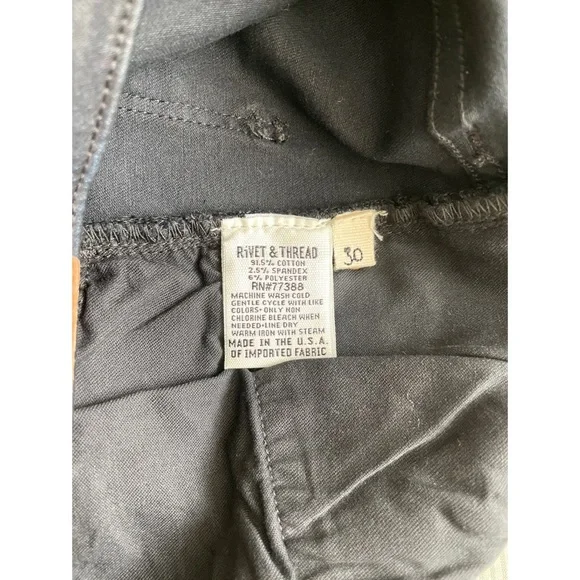 RiVET & THREAD
91.5% COTTON
2.5% SPANDEX
6% POLYESTER
RN#77388
MACHINE WASH COLD
GENTLE CYCLE WITH LIKE
COLORS•ONLY NON
CHLORINE BLEACH WHEN
NEEDED•LINE DRY
WARM IRON WITH STEAM
MADE IN THE U.S.A.
OF IMPORTED FABRIC
30